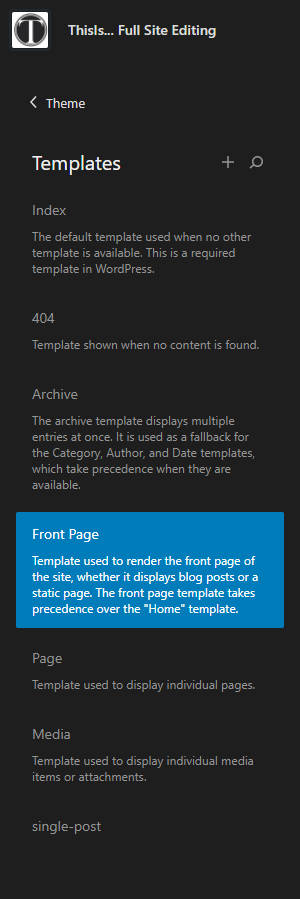 T
ThisIs... Full Site Editing
Theme
Templates
Index
The default template used when no other
template is available. This is a required
template in WordPress.
404
Template shown when no content is found.
Archive
The archive template displays multiple
entries at once. It is used as a fallback for
the Category, Author, and Date templates,
which take precedence when they are
available.
Front Page
Template used to render the front page of
the site, whether it displays blog posts or a
static page. The front page template takes
precedence over the "Home" template.
Page
Template used to display individual pages.
Media
Template used to display individual media
items or attachments.
single-post